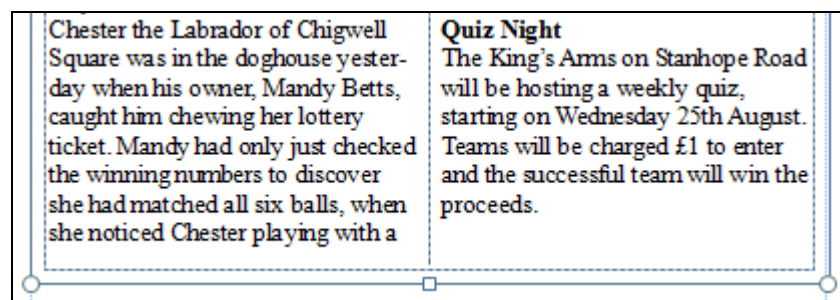 Chester the Labrador of Chigwell
Square was in the doghouse yester-
day when his owner, Mandy Betts,
caught him chewing her lottery
ticket. Mandy had only just checked
the winning numbers to discover
she had matched all six balls, when
she noticed Chester playing with a
Quiz Night
The King's Arms on Stanhope Road
will be hosting a weekly quiz,
starting on Wednesday 25th August.
Teams will be charged £1 to enter
and the successful team will win the
proceeds.